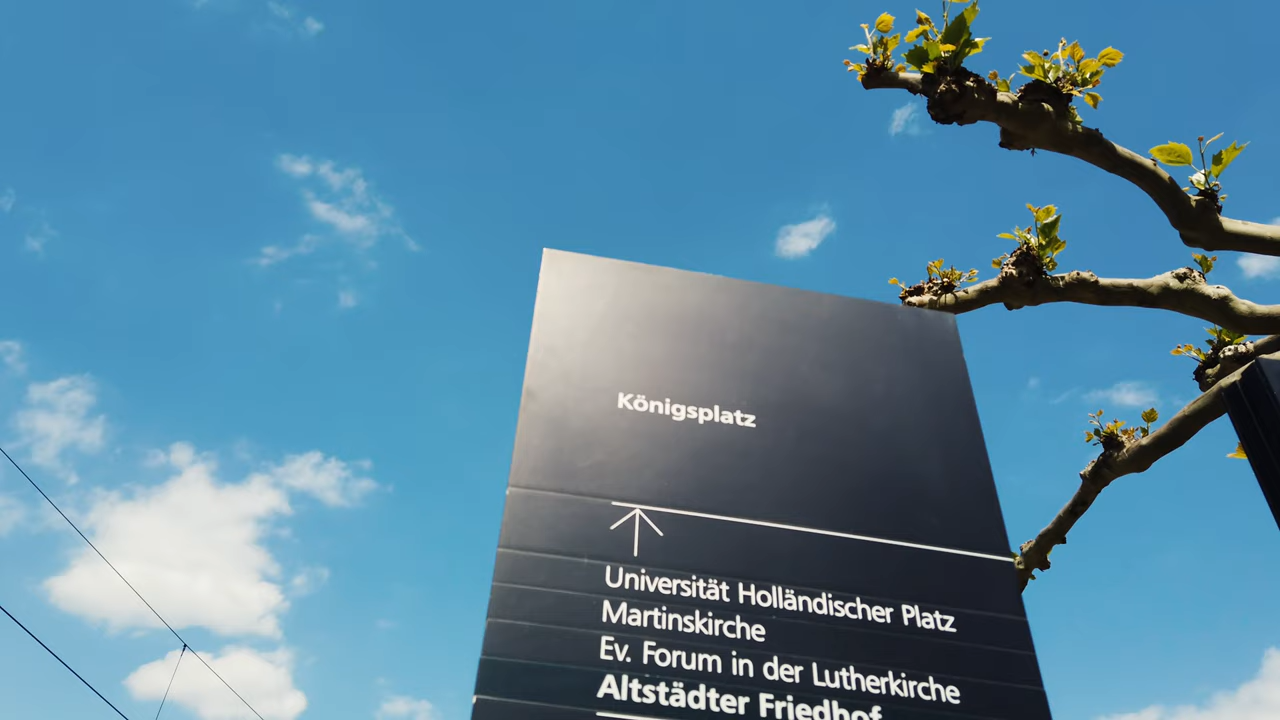 Königsplatz
Universität Holländischer Platz
Martinskirche
Ev. Forum in der Lutherkirche
Altstädter Friedhof